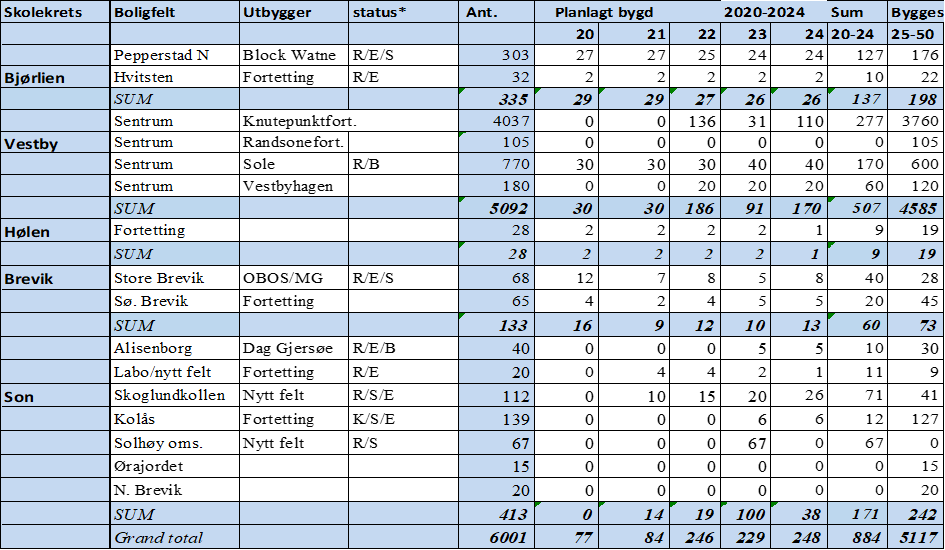 Skolekrets Boligfelt Utbygger status* Ant. Planlagt bygd 2020-2024 Sum Bygges
20 21 22 23 24 20-24 25-50
Pepperstad N Block Watne R/E/S 303 27 27 25 24 24 127 176
Bjørlien Hvitsten Fortetting R/E 32 2 2 2 2 2 10 22
SUM 335 29 29 27 26 26 137 198
Sentrum Knutepunktfort. 4037 0 0 136 31 110 277 3760
Vestby Sentrum Randsonefort. 105 0 0 0 0 0 0 105
Sentrum Sole R/B 770 30 30 30 40 40 170 600
Sentrum Vestbyhagen 180 0 0 20 20 20 60 120
SUM 5092 30 30 186 91 170 507 4585
Hølen Fortetting 28 2 2 2 2 1 9 19
SUM 28 2 2 2 2 1 9 19
Brevik Store Brevik OBOS/MG R/E/S 68 12 7 8 5 8 40 28
Sø. Brevik Fortetting 65 4 2 4 5 5 20 45
SUM 133 16 9 12 10 13 60 73
Alisenborg Dag Gjersøe R/E/B 40 0 0 0 5 5 10 30
Labo/nytt felt Fortetting R/E 20 0 4 4 2 1 11 9
Son Skoglundkollen Nytt felt R/S/E 112 0 10 15 20 26 71 41
Kolås Fortetting K/S/E 139 0 0 0 6 6 12 127
Solhøy oms. Nytt felt R/S 67 0 0 0 67 0 67 0
Ørajordet 15 0 0 0 0 0 0 15
N. Brevik 20 0 0 0 0 0 0 20
SUM 413 0 14 19 100 38 171 242
Grand total 6001 77 84 246 229 248 884 5117